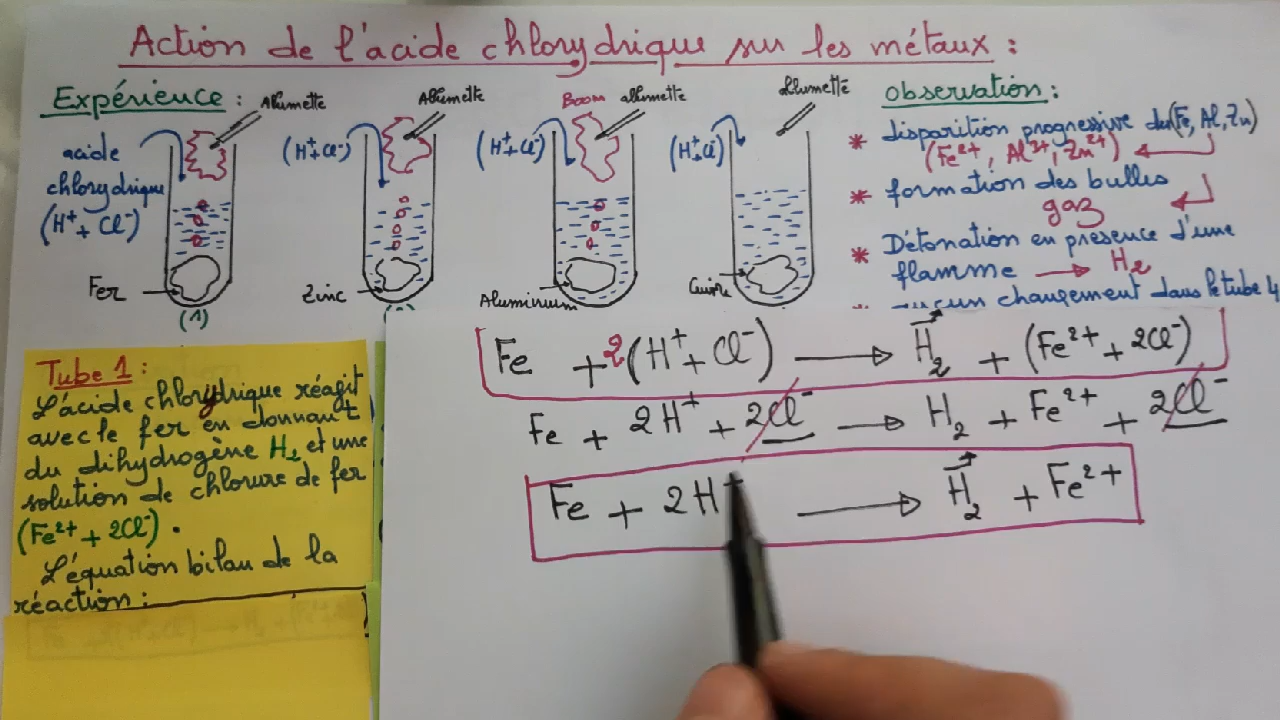 Action de l'acide chlorydrique sur les métaux :
Expérience :
Allumette
Allumette
Boom allumette
Allumette
acide
chlorydrique
(H⁺ + Cl⁻)
(H⁺+Cl⁻)
(H⁺+Cl⁻)
(H⁺+Cl⁻)
Fer
Zinc
Aluminium
Cuivre
(1)
observation :
* disparition progressive du (Fe, Al, Zn)
(Fe²⁺, Al³⁺, Zn²⁺) ←
* formation des bulles
gaz ←
* Détonation en présence d'une
flamme → H₂
aucun changement dans le tube 4
Tube 1 :
L'acide chlorydrique réagit
avec le fer en donnant
du dihydrogène H₂ et une
solution de chlorure de fer
(Fe²⁺ + 2Cl⁻) .
L'équation bilan de la
réaction :
Fe + 2(H⁺ + Cl⁻) → H₂ + (Fe²⁺ + 2Cl⁻)
Fe + 2H⁺ + 2Cl⁻ → H₂ + Fe²⁺ + 2Cl⁻
Fe + 2H⁺ → H₂ + Fe²⁺